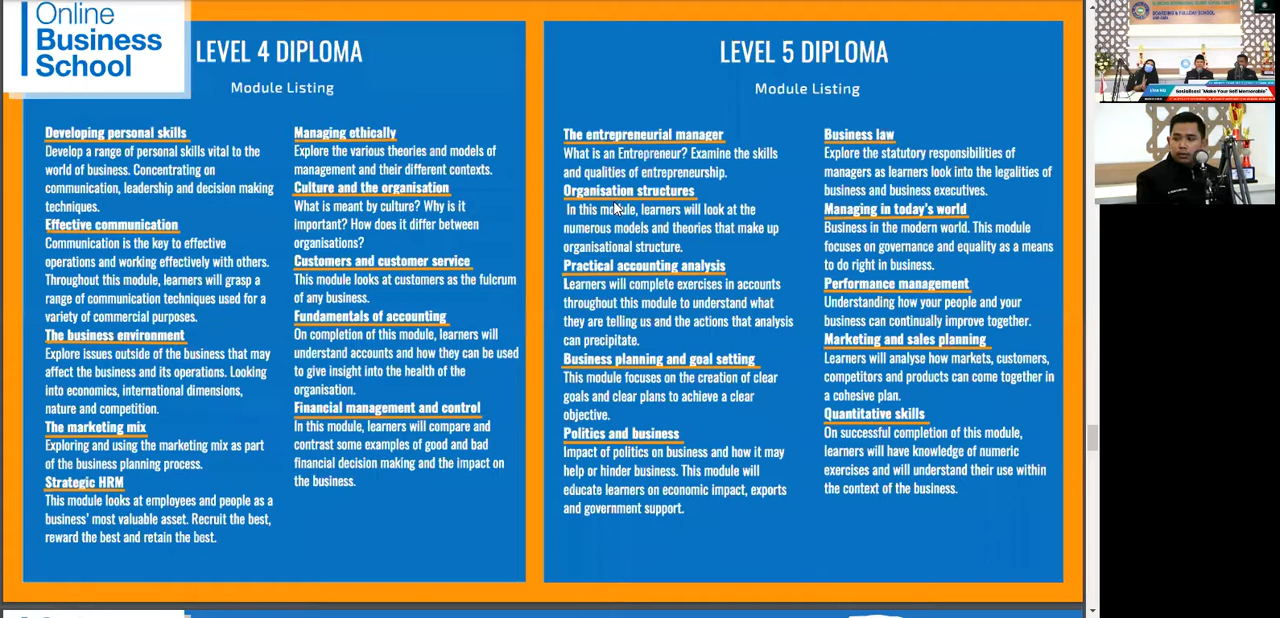 Online
Business
School
LEVEL 4 DIPLOMA
Module Listing
Developing personal skills
Develop a range of personal skills vital to the
world of business. Concentrating on
communication, leadership and decision making
techniques.
Effective communication
Communication is the key to effective
operations and working effectively with others.
Throughout this module, learners will grasp a
range of communication techniques used for a
variety of commercial purposes.
The business environment
Explore issues outside of the business that may
affect the business and its operations. Looking
into economics, international dimensions,
nature and competition.
The marketing mix
Exploring and using the marketing mix as part
of the business planning process.
Strategic HRM
This module looks at employees and people as a
business' most valuable asset. Recruit the best,
reward the best and retain the best.
Managing ethically
Explore the various theories and models of
management and their different contexts.
Culture and the organisation
What is meant by culture? Why is it
important? How does it differ between
organisations?
Customers and customer service
This module looks at customers as the fulcrum
of any business.
Fundamentals of accounting
On completion of this module, learners will
understand accounts and how they can be used
to give insight into the health of the
organisation.
Financial management and control
In this module, learners will compare and
contrast some examples of good and bad
financial decision making and the impact on
the business.
LEVEL 5 DIPLOMA
Module Listing
The entrepreneurial manager
What is an Entrepreneur? Examine the skills
and qualities of entrepreneurship.
Organisation structures
In this module, learners will look at the
numerous models and theories that make up
organisational structure.
Practical accounting analysis
Learners will complete exercises in accounts
throughout this module to understand what
they are telling us and the actions that analysis
can precipitate.
Business planning and goal setting
This module focuses on the creation of clear
goals and clear plans to achieve a clear
objective.
Politics and business
Impact of politics on business and how it may
help or hinder business. This module will
educate learners on economic impact, exports
and government support.
Business law
Explore the statutory responsibilities of
managers as learners look into the legalities of
business and business executives.
Managing in today's world
Business in the modern world. This module
focuses on governance and equality as a means
to do right in business.
Performance management
Understanding how your people and your
business can continually improve together.
Marketing and sales planning
Learners will analyse how markets, customers,
competitors and products can come together in
a cohesive plan.
Quantitative skills
On successful completion of this module,
learners will have knowledge of numeric
exercises and will understand their use within
the context of the business.
BOARDING & FULLDAY SCHOOL
Sosialisasi "Make Your Self Memorable"